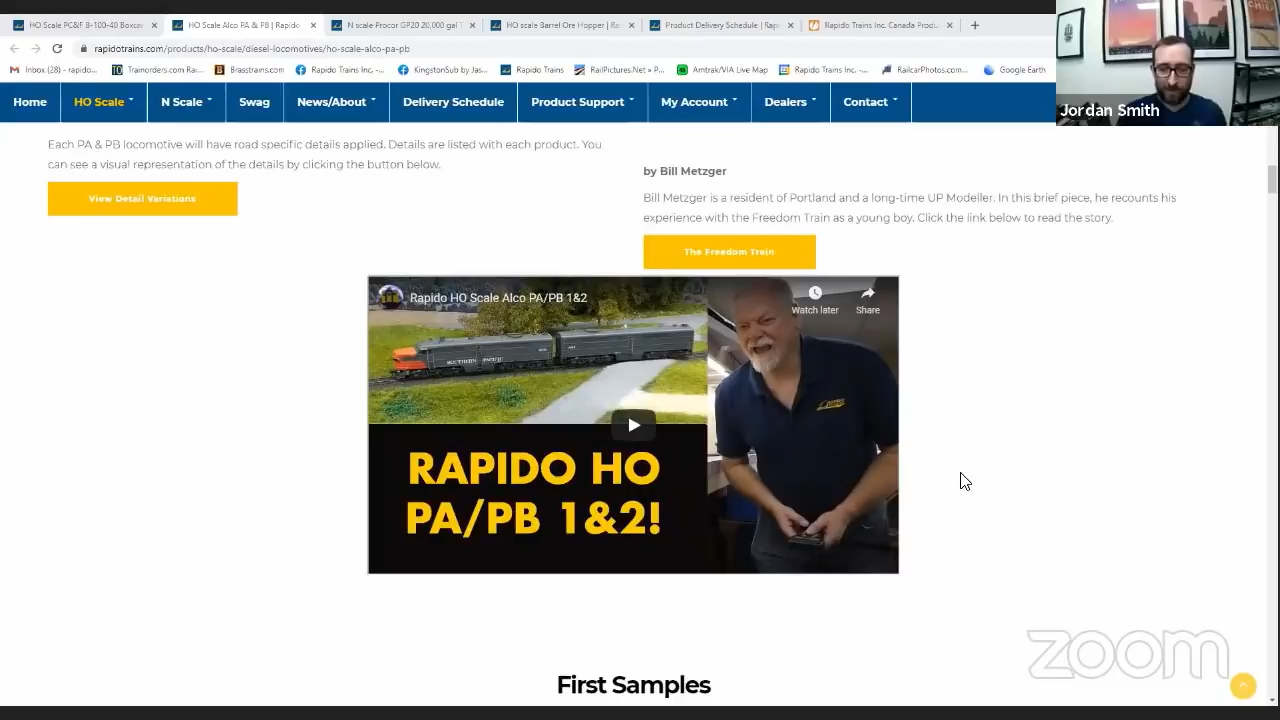 HO Scale PC&F B-100-40 Boxcar
HO Scale Alco PA & PB | Rapido
N scale Procor GP20 20,000 gal T
HO scale Barrel Ore Hopper | Ra
Product Delivery Schedule | Rap
Rapido Trains Inc. Canada Produ
rapidotrains.com/products/ho-scale/diesel-locomotives/ho-scale-alco-pa-pb
Inbox (28) - rapido...
Trainorders.com Rai...
Brasstrains.com
Rapido Trains Inc. -...
KingstonSub by Jas...
Rapido Trains
RailPictures.Net » P...
Amtrak/VIA Live Map
Rapido Trains Inc. -...
RailcarPhotos.com...
Google Earth
Jordan Smith
Home
HO Scale
N Scale
Swag
News/About
Delivery Schedule
Product Support
My Account
Dealers
Contact
Each PA & PB locomotive will have road specific details applied. Details are listed with each product. You
can see a visual representation of the details by clicking the button below.
View Detail Variations
by Bill Metzger
Bill Metzger is a resident of Portland and a long-time UP Modeller. In this brief piece, he recounts his
experience with the Freedom Train as a young boy. Click the link below to read the story.
The Freedom Train
Rapido HO Scale Alco PA/PB 1&2
Watch later
Share
SOUTHERN PACIFIC
RAPIDO HO
PA/PB 1&2!
First Samples
zoom